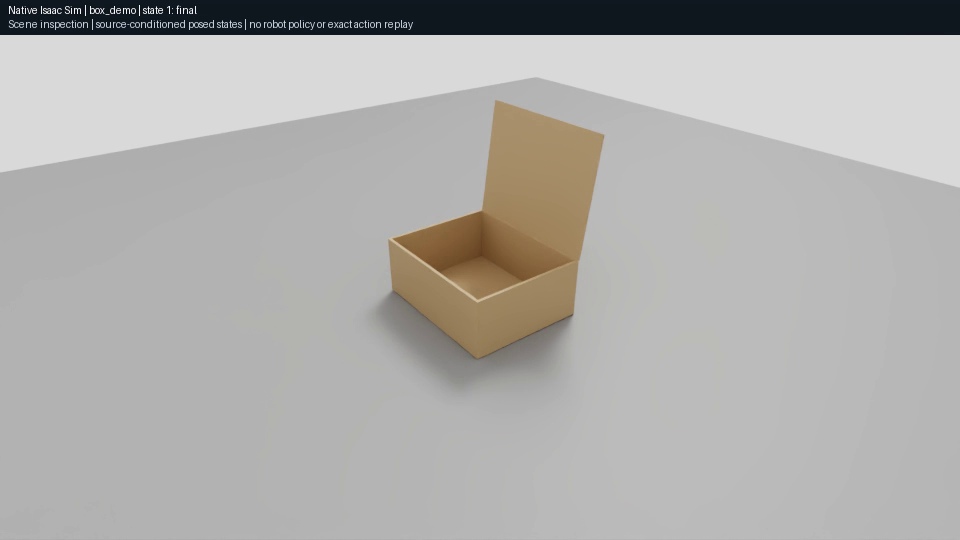 Native Isaac Sim | box_demo | state 1: final
Scene inspection | source-conditioned posed states | no robot policy or exact action replay